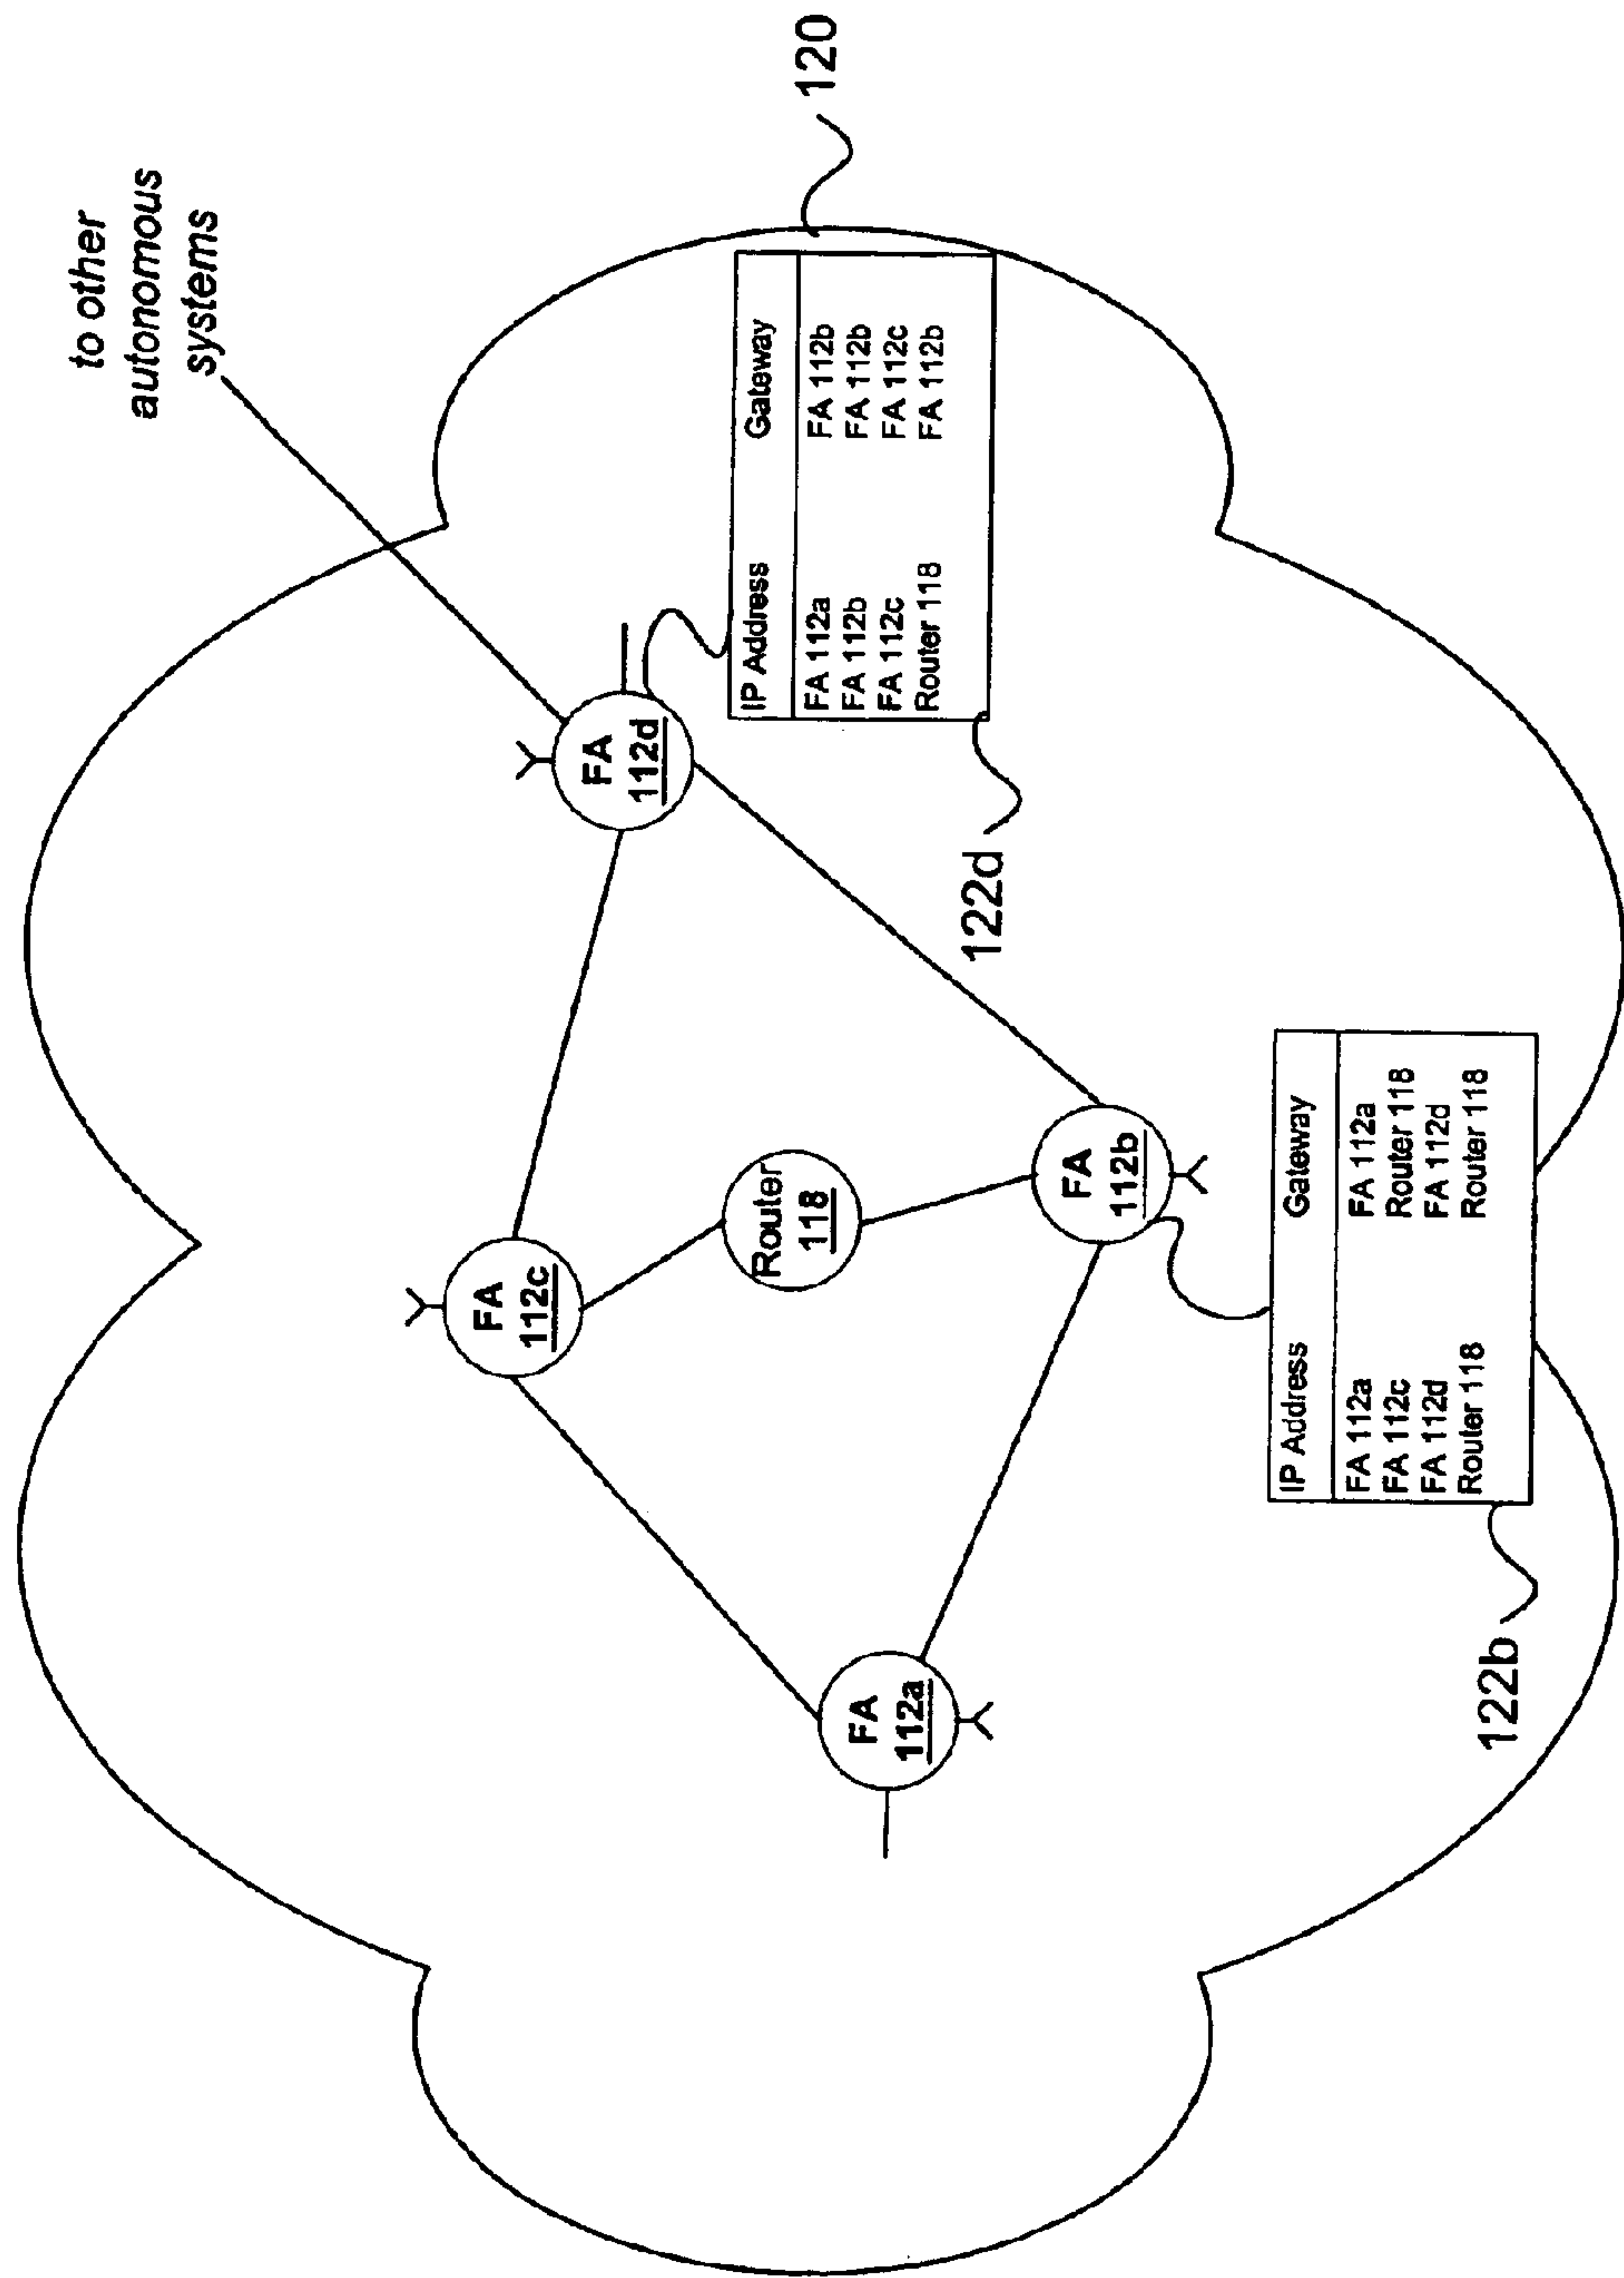 to other
autonomous
systems
120
FA
112d
IP Address Gateway
FA 112a FA 112b
FA 112b FA 112b
FA 112c FA 112c
Router 118 FA 112b
122d
FA
112c
Router
118
FA
112b
FA
112a
IP Address Gateway
FA 112a FA 112a
FA 112c Router 118
FA 112d FA 112d
Router 118 Router 118
122b